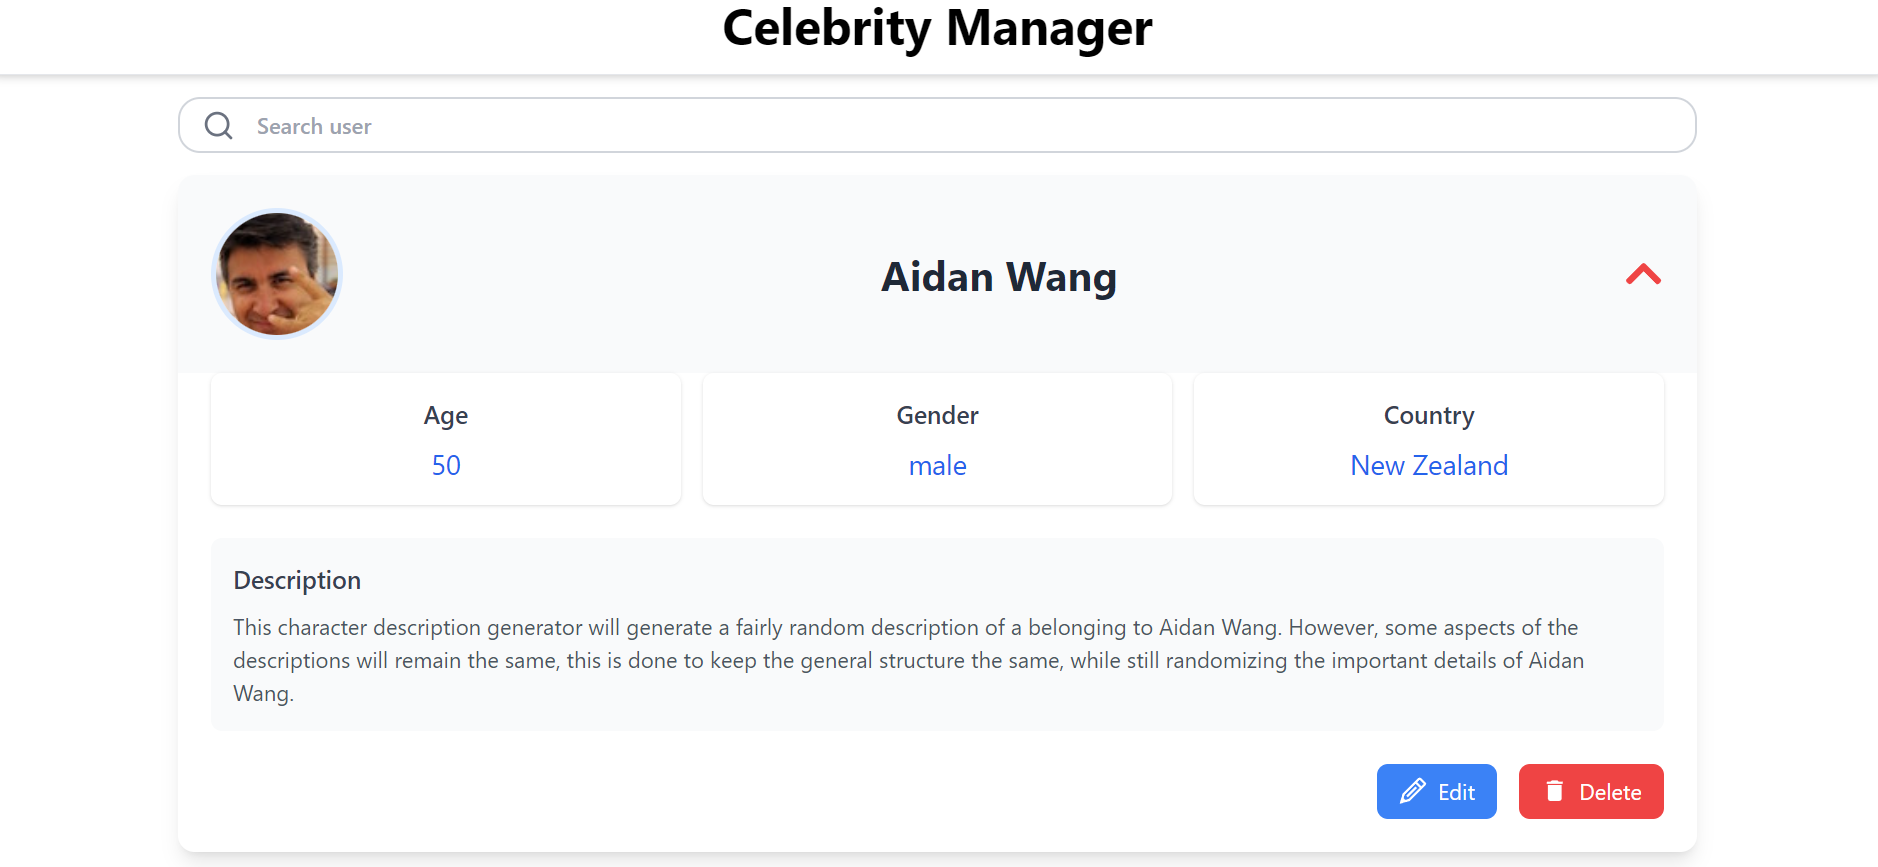 Celebrity Manager
Search user
Aidan Wang
Age
50
Gender
male
Country
New Zealand
Description
This character description generator will generate a fairly random description of a belonging to Aidan Wang. However, some aspects of the
descriptions will remain the same, this is done to keep the general structure the same, while still randomizing the important details of Aidan
Wang.
Edit
Delete